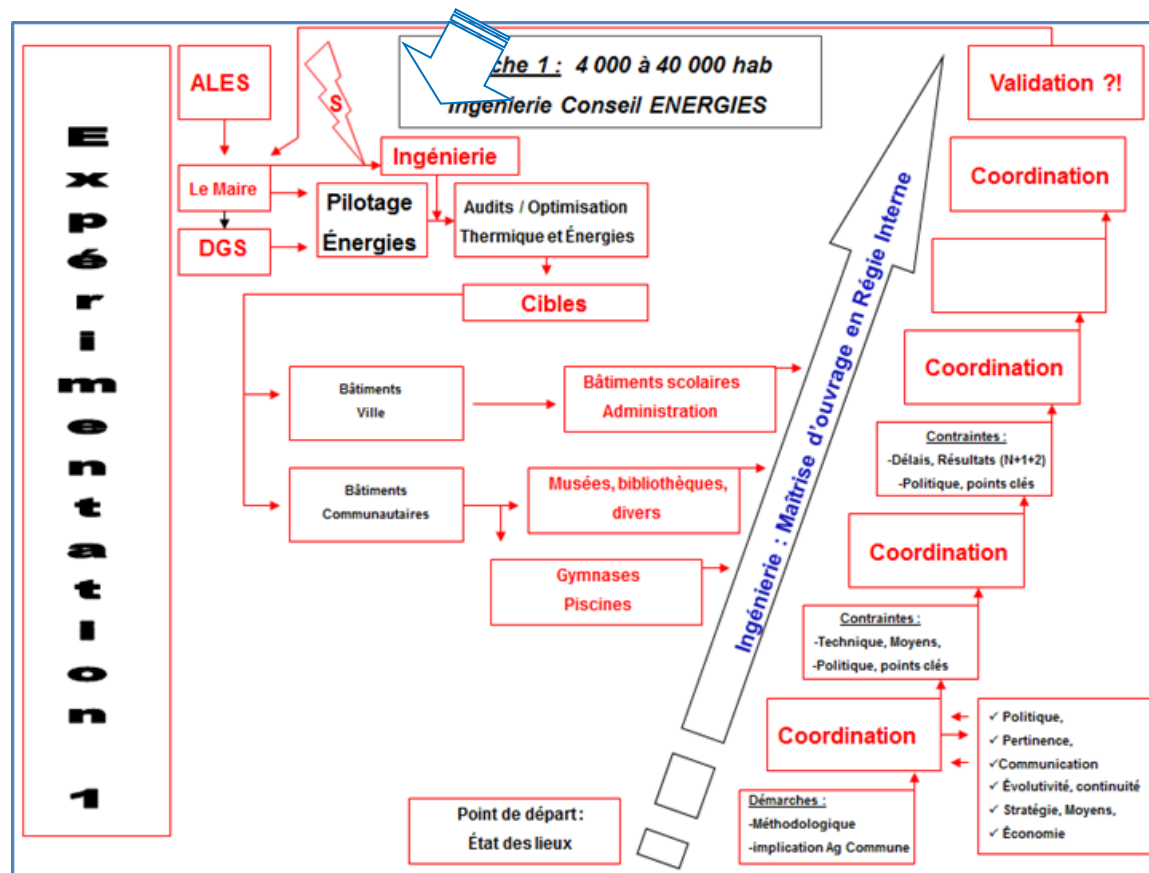 Expérimentation 1
ALES
S
che 1 : 4 000 à 40 000 hab
Ingénierie Conseil ENERGIES
Validation ?!
Le Maire
Ingénierie
DGS
Pilotage
Énergies
Audits / Optimisation
Thermique et Énergies
Cibles
Bâtiments
Ville
Bâtiments scolaires
Administration
Bâtiments
Communautaires
Musées, bibliothèques,
divers
Gymnases
Piscines
Point de départ :
État des lieux
Ingénierie : Maîtrise d'ouvrage en Régie Interne
Coordination
Coordination
Contraintes :
-Délais, Résultats (N+1+2)
-Politique, points clés
Coordination
Contraintes :
-Technique, Moyens,
-Politique, points clés
Coordination
✓ Politique,
✓ Pertinence,
✓Communication
✓ Évolutivité, continuité
✓ Stratégie, Moyens,
✓ Économie
Démarches :
-Méthodologique
-implication Ag Commune